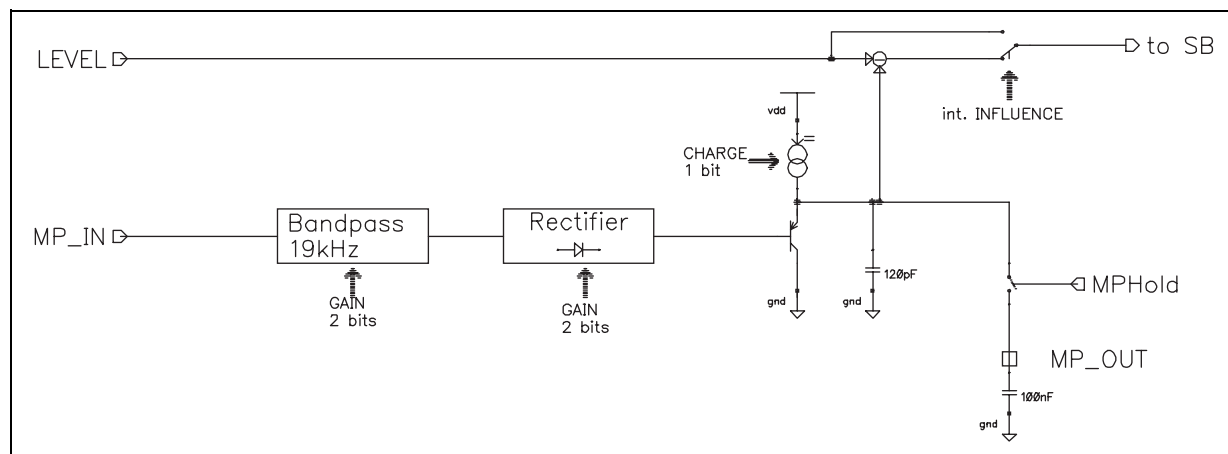 LEVEL
to SB
int. INFLUENCE
vdd
CHARGE
1 bit
MP_IN
Bandpass
19kHz
Rectifier
GAIN
2 bits
GAIN
2 bits
120pF
gnd
gnd
MPHold
MP_OUT
100nF
gnd